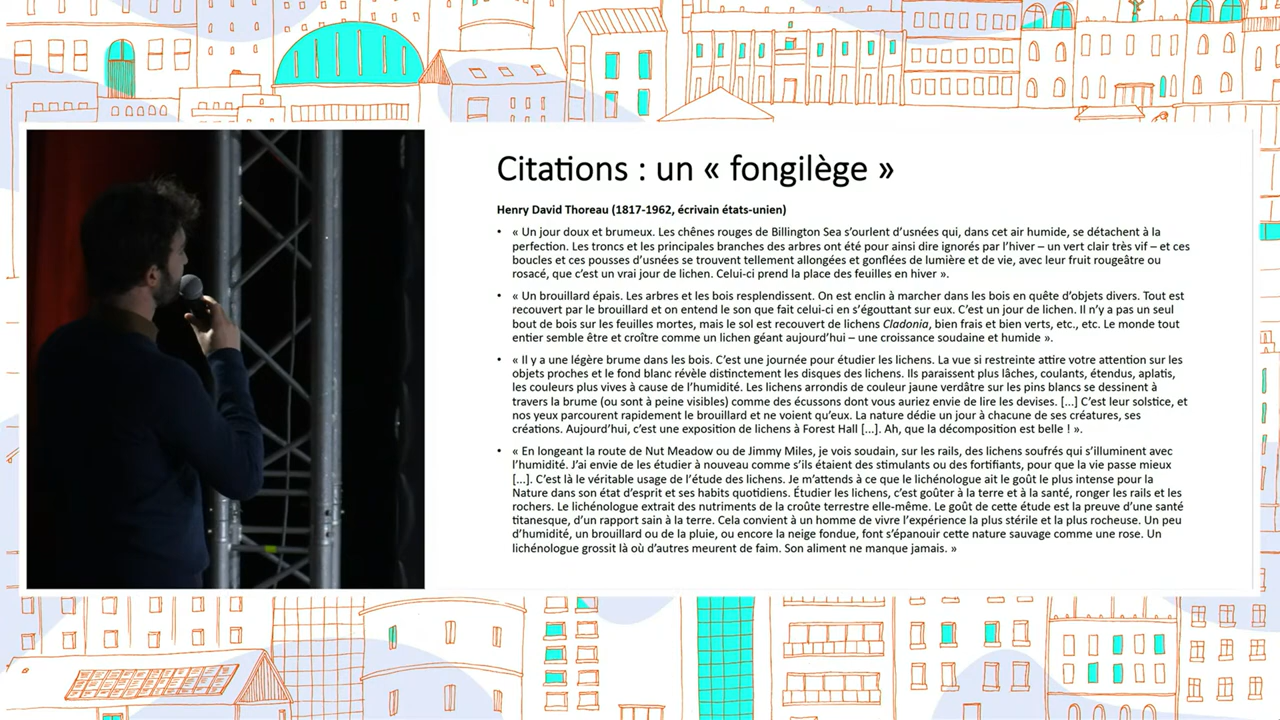 Citations : un « fongilège »
Henry David Thoreau (1817-1962, écrivain états-unien)
• « Un jour doux et brumeux. Les chênes rouges de Billington Sea s’ourlent d’usnées qui, dans cet air humide, se détachent à la
perfection. Les troncs et les principales branches des arbres ont été pour ainsi dire ignorés par l’hiver – un vert clair très vif – et ces
boucles et ces pousses d’usnées se trouvent tellement allongées et gonflées de lumière et de vie, avec leur fruit rougeâtre ou
rosacé, que c’est un vrai jour de lichen. Celui-ci prend la place des feuilles en hiver ».
• « Un brouillard épais. Les arbres et les bois resplendissent. On est enclin à marcher dans les bois en quête d’objets divers. Tout est
recouvert par le brouillard et on entend le son que fait celui-ci en s’égouttant sur eux. C’est un jour de lichen. Il n’y a pas un seul
bout de bois sur les feuilles mortes, mais le sol est recouvert de lichens Cladonia, bien frais et bien verts, etc., etc. Le monde tout
entier semble être et croître comme un lichen géant aujourd’hui – une croissance soudaine et humide ».
• « Il y a une légère brume dans les bois. C’est une journée pour étudier les lichens. La vue si restreinte attire votre attention sur les
objets proches et le fond blanc révèle distinctement les disques des lichens. Ils paraissent plus lâches, coulants, étendus, aplatis,
les couleurs plus vives à cause de l’humidité. Les lichens arrondis de couleur jaune verdâtre sur les pins blancs se dessinent à
travers la brume (ou sont à peine visibles) comme des écussons dont vous auriez envie de lire les devises. [...] C’est leur solstice, et
nos yeux parcourent rapidement le brouillard et ne voient qu’eux. La nature dédie un jour à chacune de ses créatures, ses
créations. Aujourd’hui, c’est une exposition de lichens à Forest Hall [...]. Ah, que la décomposition est belle ! ».
• « En longeant la route de Nut Meadow ou de Jimmy Miles, je vois soudain, sur les rails, des lichens soufrés qui s’illuminent avec
l’humidité. J’ai envie de les étudier à nouveau comme s’ils étaient des stimulants ou des fortifiants, pour que la vie passe mieux
[...]. C’est là le véritable usage de l’étude des lichens. Je m’attends à ce que le lichénologue ait le goût le plus intense pour la
Nature dans son état d’esprit et ses habits quotidiens. Étudier les lichens, c’est goûter à la terre et à la santé, ronger les rails et les
rochers. Le lichénologue extrait des nutriments de la croûte terrestre elle-même. Le goût de cette étude est la preuve d’une santé
titanesque, d’un rapport sain à la terre. Cela convient à un homme de vivre l’expérience la plus stérile et la plus rocheuse. Un peu
d’humidité, un brouillard ou de la pluie, ou encore la neige fondue, font s’épanouir cette nature sauvage comme une rose. Un
lichénologue grossit là où d’autres meurent de faim. Son aliment ne manque jamais. »